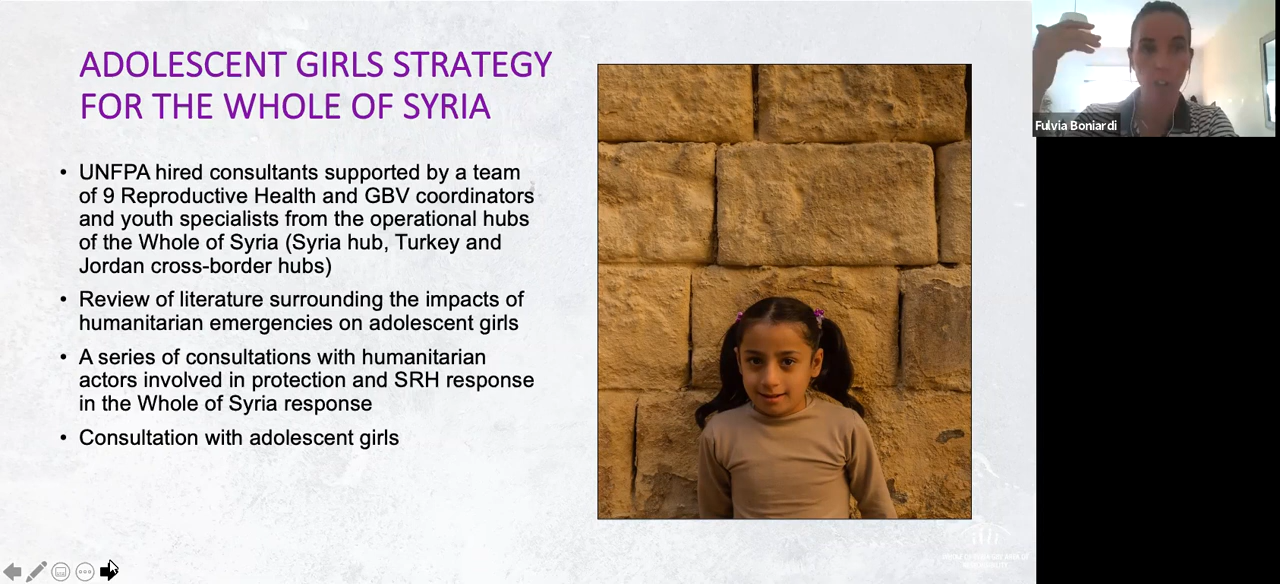 ADOLESCENT GIRLS STRATEGY
FOR THE WHOLE OF SYRIA
• UNFPA hired consultants supported by a team
of 9 Reproductive Health and GBV coordinators
and youth specialists from the operational hubs
of the Whole of Syria (Syria hub, Turkey and
Jordan cross-border hubs)
• Review of literature surrounding the impacts of
humanitarian emergencies on adolescent girls
• A series of consultations with humanitarian
actors involved in protection and SRH response
in the Whole of Syria response
• Consultation with adolescent girls
Fulvia Boniardi